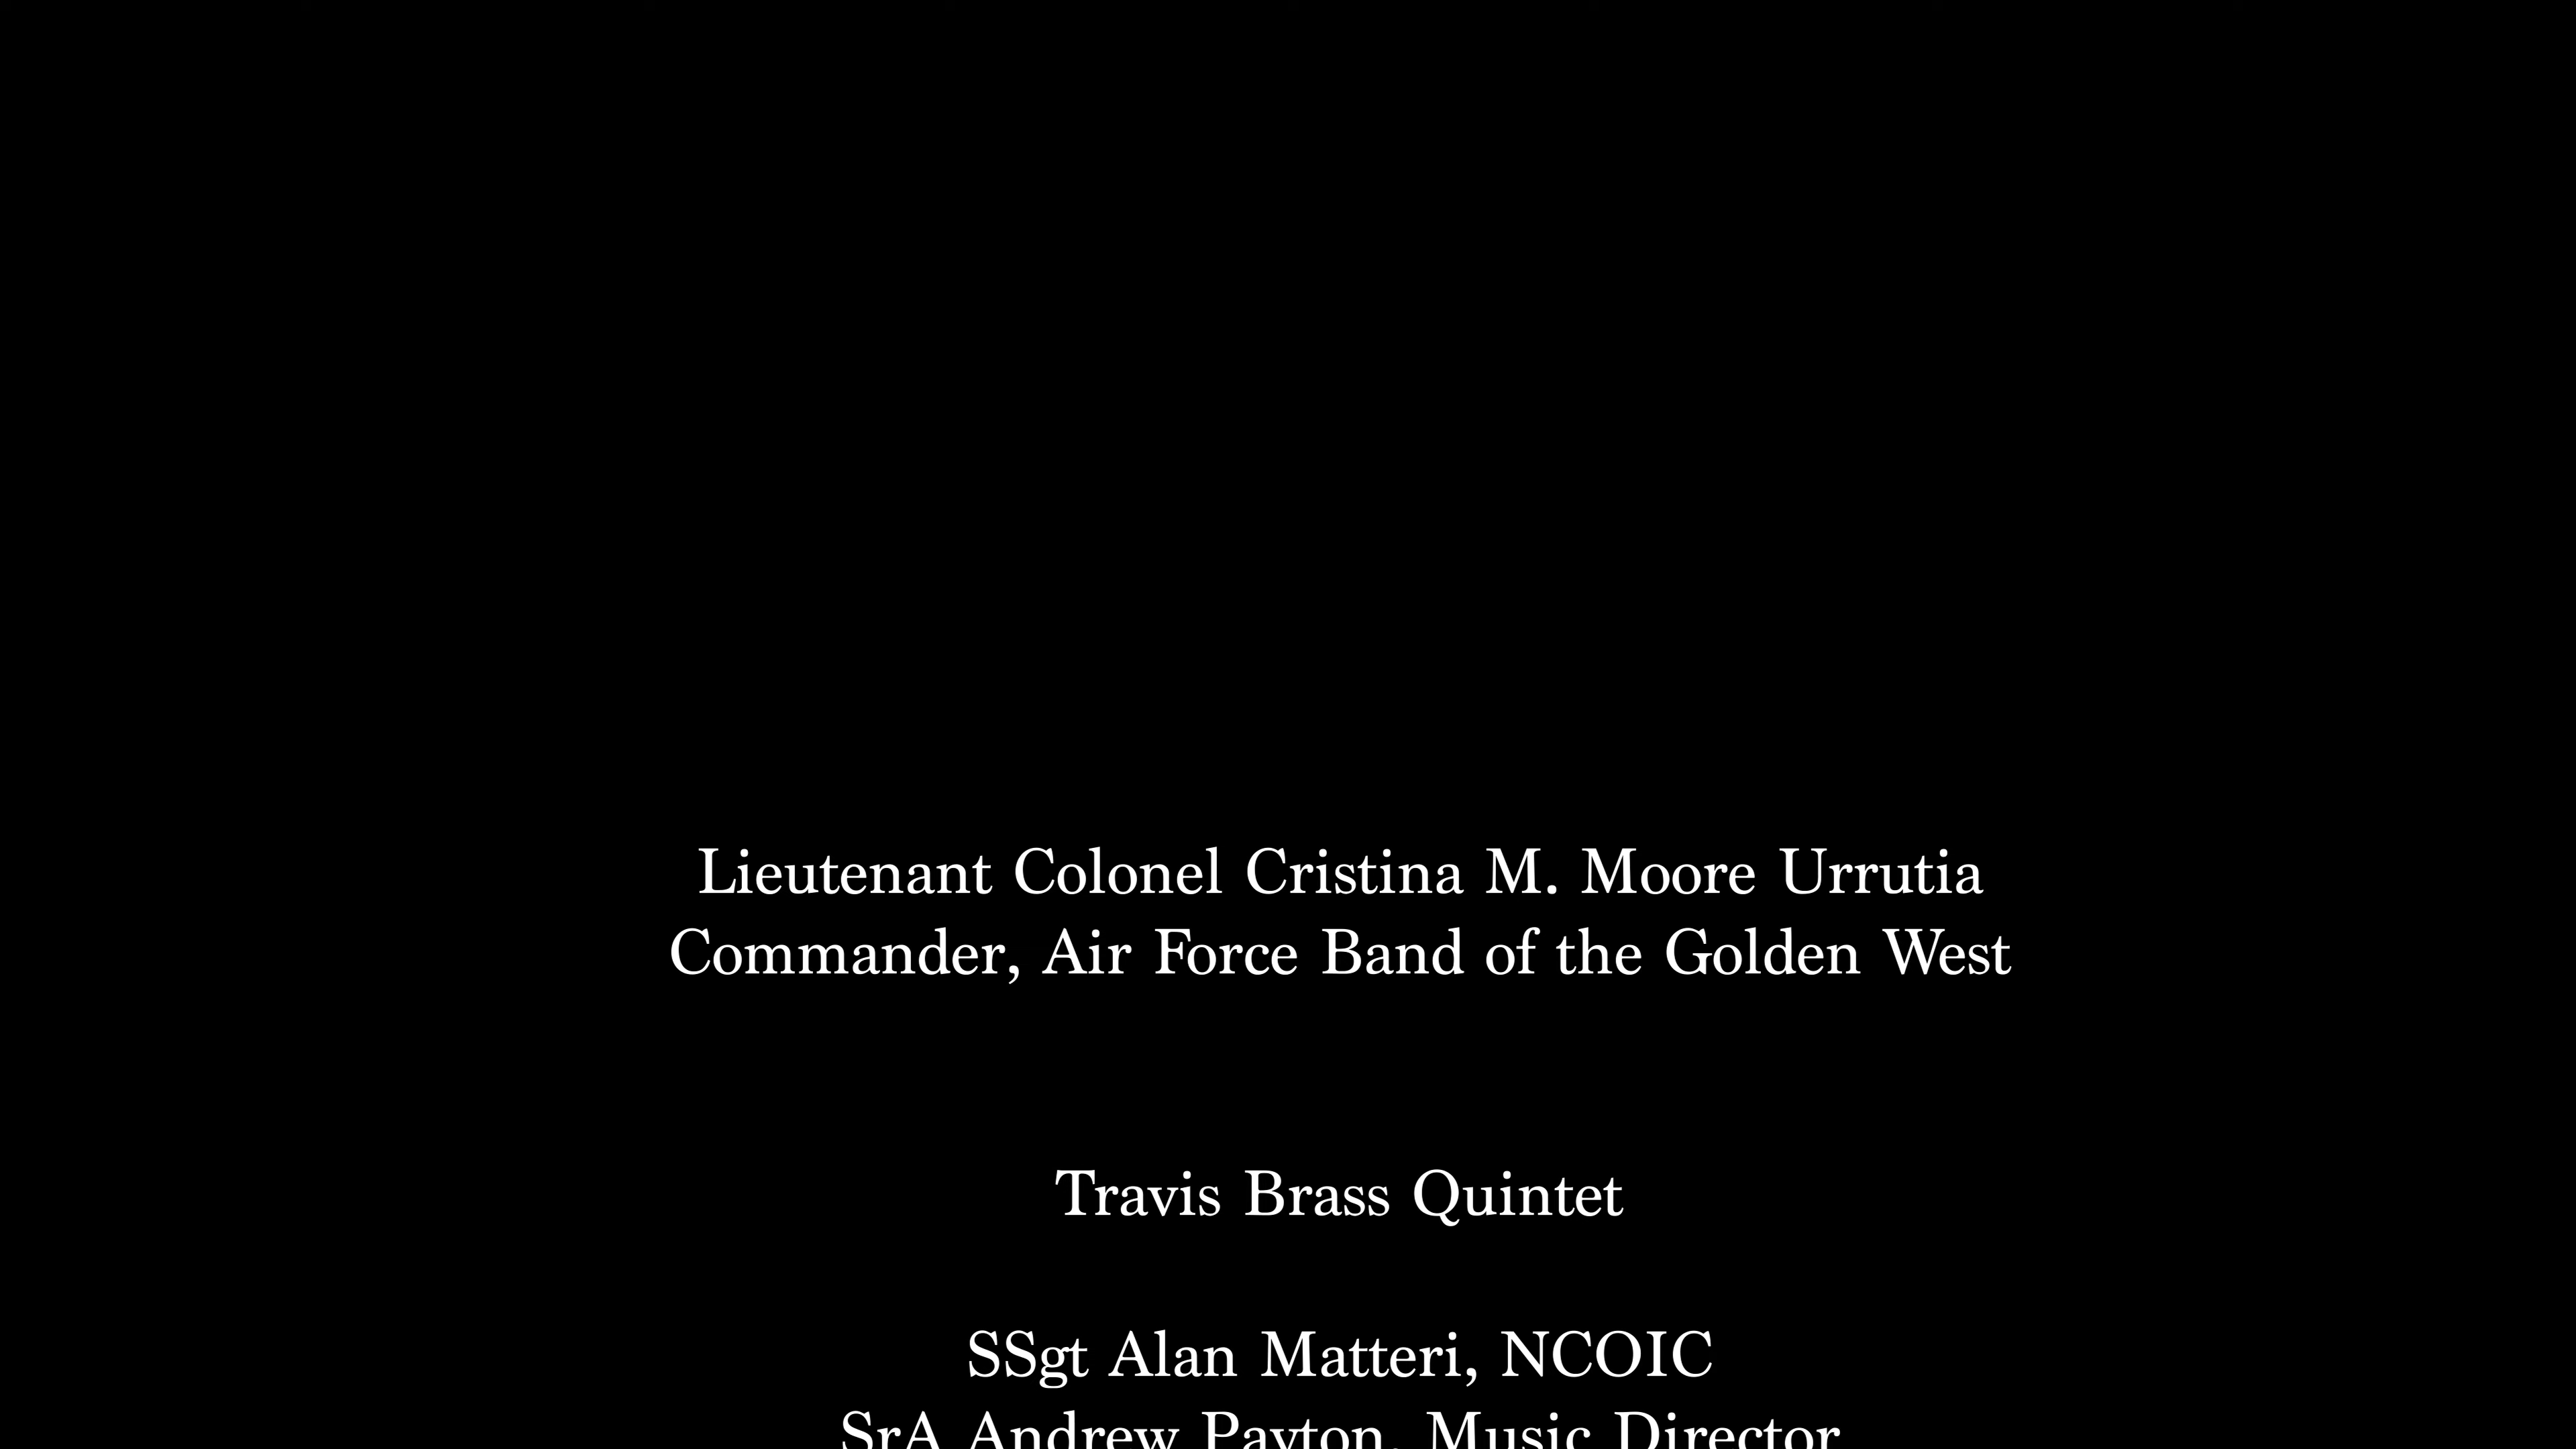 Lieutenant Colonel Cristina M. Moore Urrutia
Commander, Air Force Band of the Golden West
Travis Brass Quintet
SSgt Alan Matteri, NCOIC
SrA Andrew Payton, Music Director